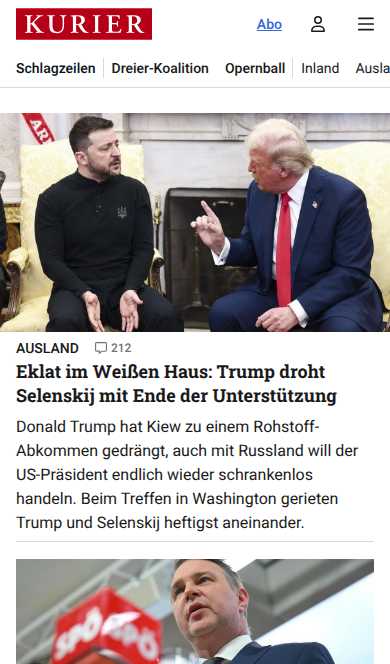 KURIER
Abo
Schlagzeilen
Dreier-Koalition
Opernball
Inland
Ausla
AUSLAND
212
Eklat im Weißen Haus: Trump droht
Selenskij mit Ende der Unterstützung
Donald Trump hat Kiew zu einem Rohstoff-
Abkommen gedrängt, auch mit Russland will der
US-Präsident endlich wieder schrankenlos
handeln. Beim Treffen in Washington gerieten
Trump und Selenskij heftigst aneinander.
SPÖ
SPÖ